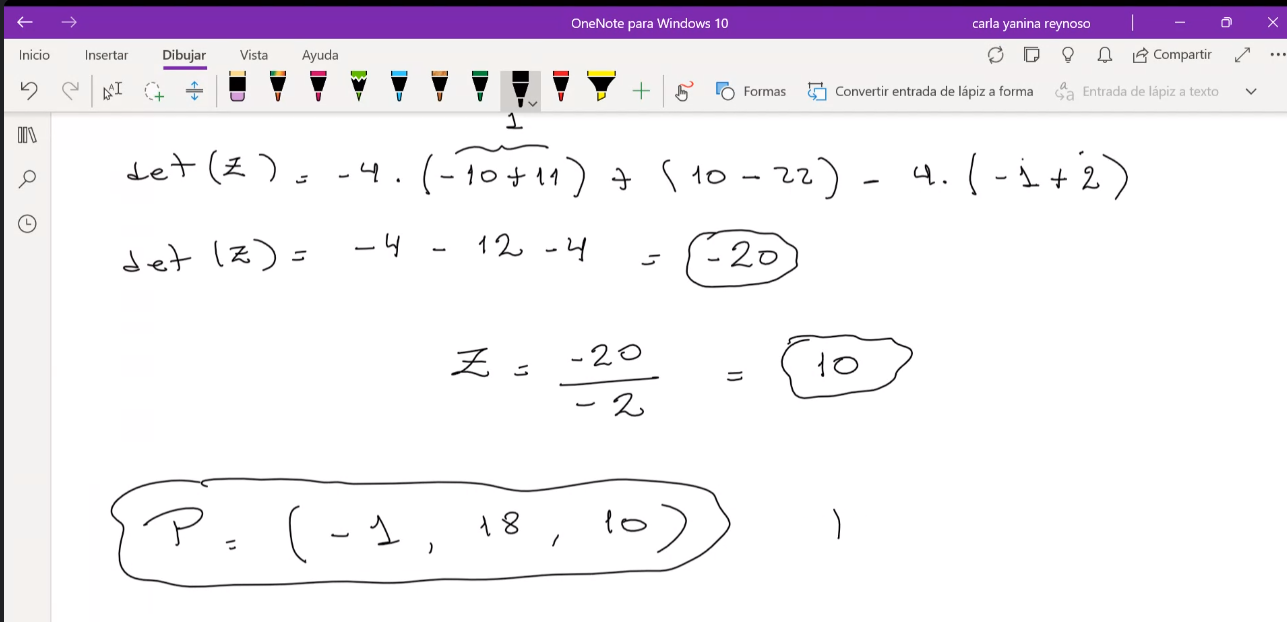 OneNote para Windows 10
carla yanina reynoso
Inicio Insertar Dibujar Vista Ayuda Compartir
Formas Convertir entrada de lápiz a forma Entrada de lápiz a texto
1
det(z) = -4 . (-10 + 11) + (10 - 22) - 4. (-1 + 2)
det(z) = -4 - 12 - 4 = -20
z = -20 / -2 = 10
P = (-1, 18, 10) )